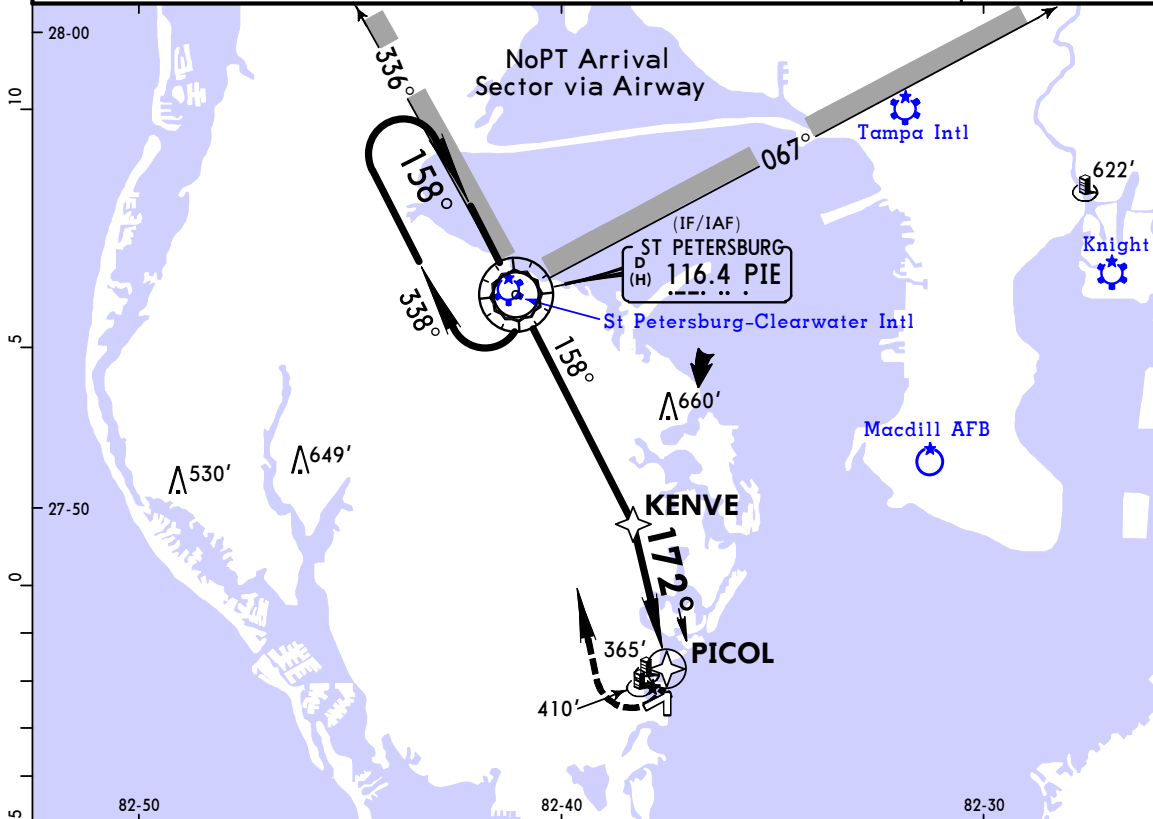 28-00
10
336°
NoPT Arrival
Sector via Airway
067°
Tampa Intl
622'
158°
(IF/IAF)
ST PETERSBURG
D
(H)
116.4 PIE
Knight
338°
St Petersburg-Clearwater Intl
5
158°
660'
Macdill AFB
530'
649'
27-50
KENVE
172°
0
365'
PICOL
410'
5
82-50
82-40
82-30